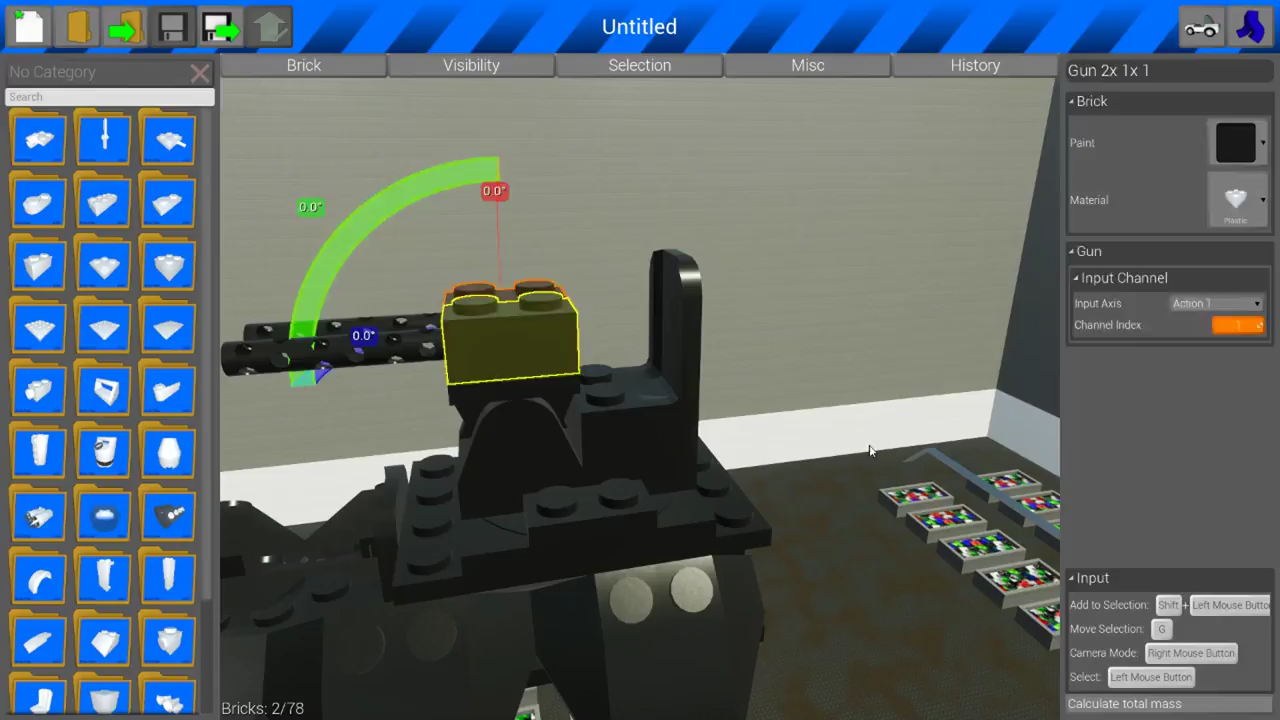 Untitled
No Category
Search
Brick
Visibility
Selection
Misc
History
0.0°
0.0°
0.0°
Bricks: 2/78
Gun 2x 1x 1
Brick
Paint
Material
Plastic
Gun
Input Channel
Input Axis
Action 1
Channel Index
1
Input
Add to Selection: Shift + Left Mouse Butto
Move Selection: G
Camera Mode: Right Mouse Button
Select: Left Mouse Button
Calculate total mass